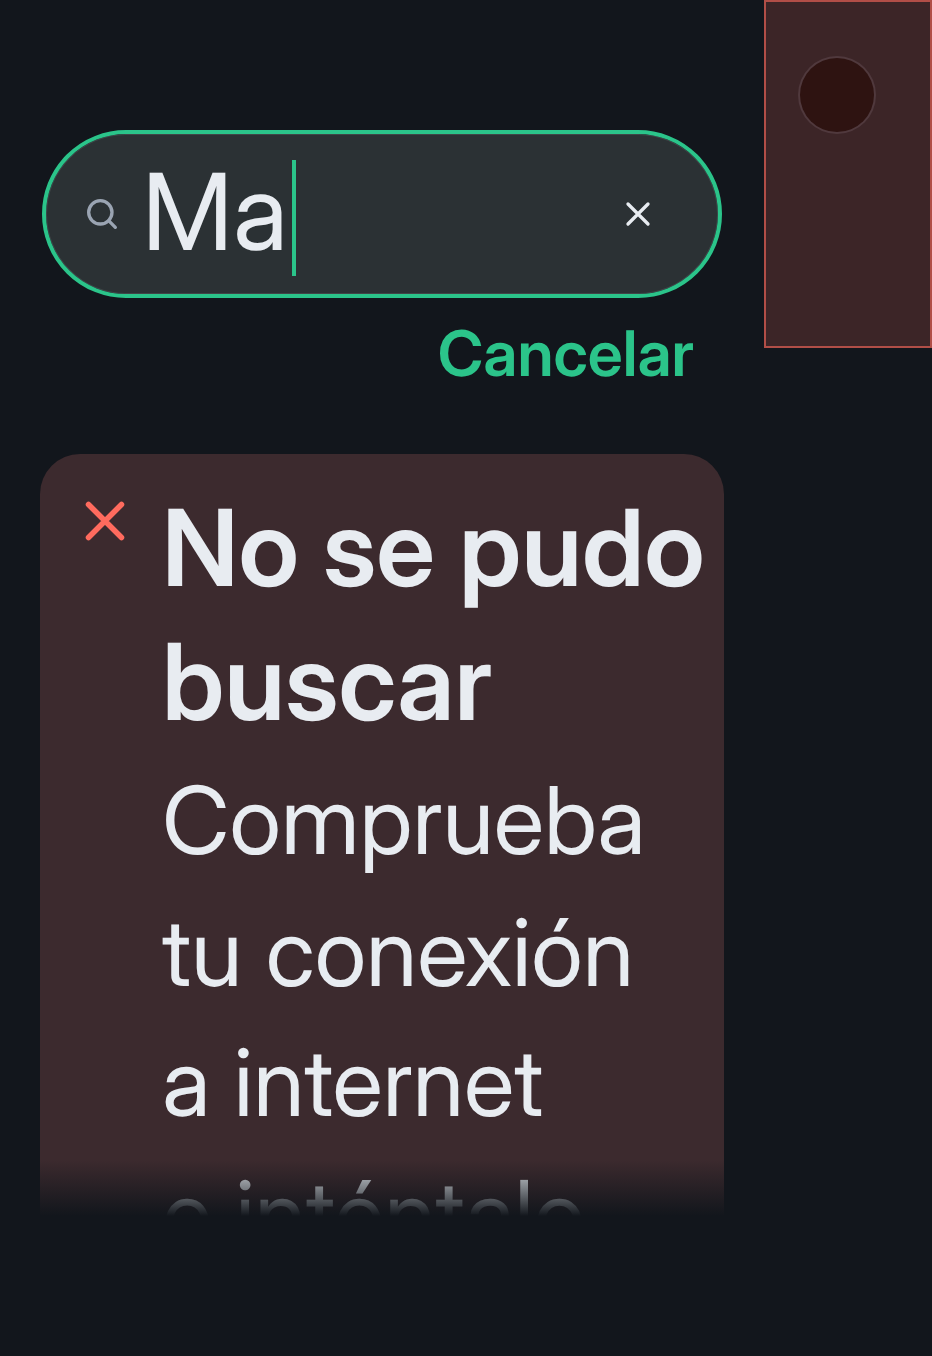 Ma
Cancelar
No se pudo
buscar
Comprueba
tu conexión
a internet